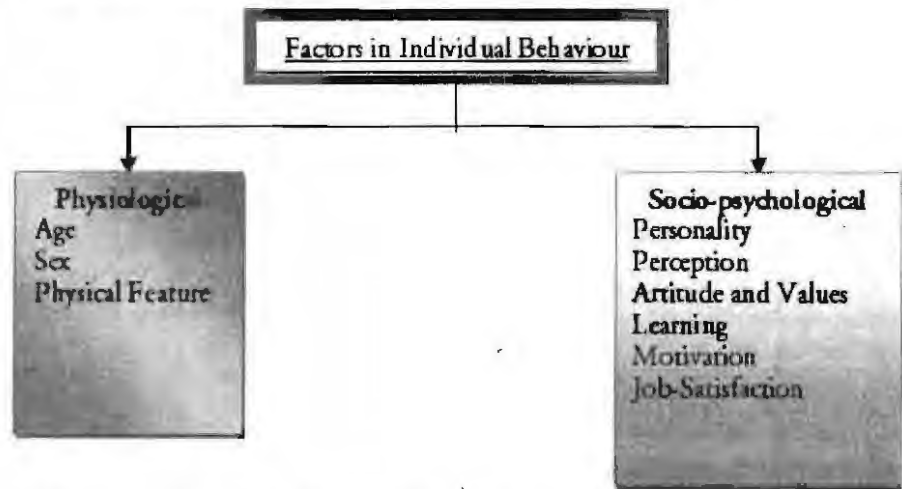 Factors in Individual Behaviour
Physiological
Age
Sex
Physical Feature
Socio-psychological
Personality
Perception
Attitude and Values
Learning
Motivation
Job-Satisfaction